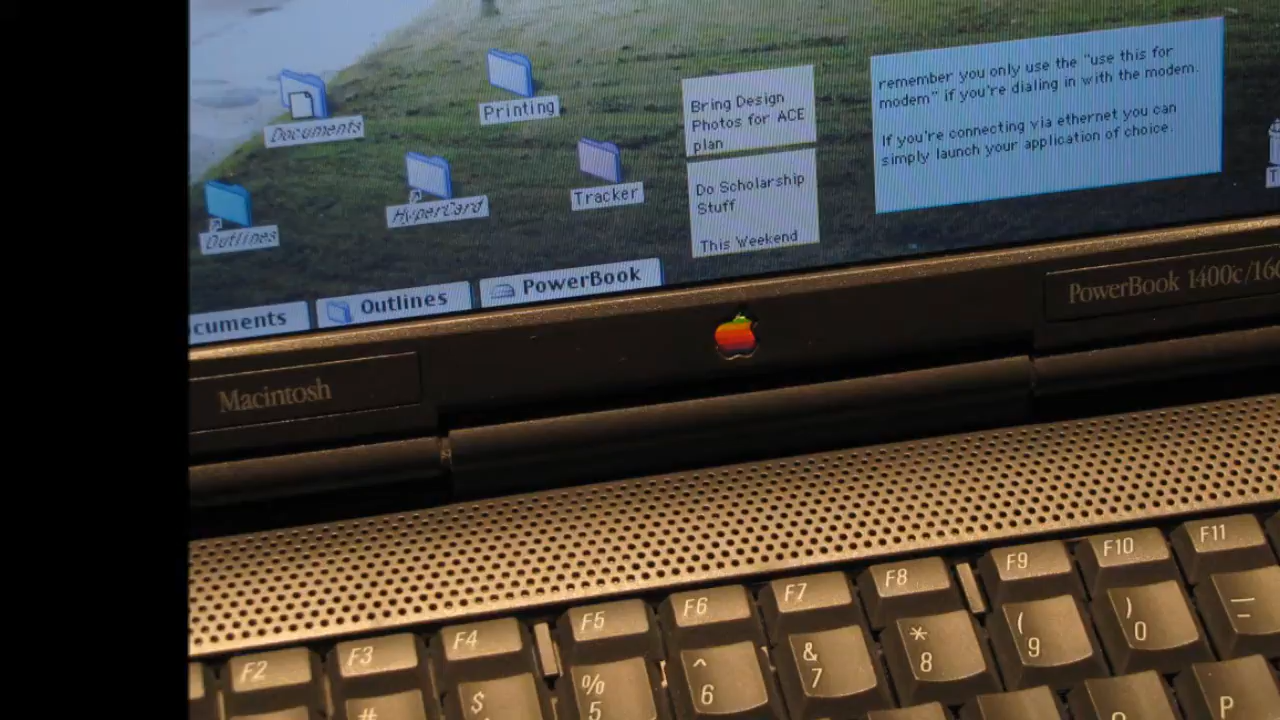 Documents
Printing
Outlines
HyperCard
Tracker
Bring Design
Photos for ACE
plan
Do Scholarship
Stuff
This Weekend
remember you only use the "use this for
modem" if you're dialing in with the modem.
If you're connecting via ethernet you can
simply launch your application of choice.
T
cuments
Outlines
PowerBook
Macintosh
PowerBook 1400c/16
F2
F3
F4
F5
F6
F7
F8
F9
F10
F11
#
$
% 5
^ 6
& 7
* 8
( 9
) 0
_ –
O
P